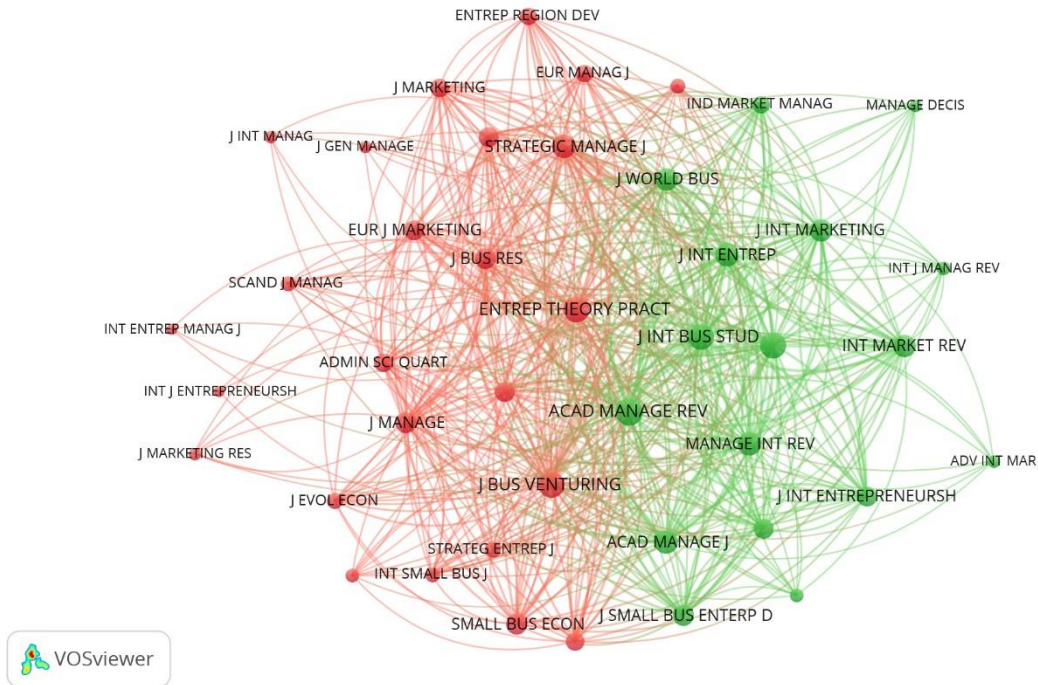 ENTREP REGION DEV
EUR MANAG J
J MARKETING
IND MARKET MANAG
MANAGE DECIS
J INT MANAG
J GEN MANAGE
STRATEGIC MANAGE J
J WORLD BUS
EUR J MARKETING
J INT MARKETING
J BUS RES
J INT ENTREP
INT J MANAG REV
SCAND J MANAG
ENTREP THEORY PRACT
INT ENTREP MANAG J
J INT BUS STUD
INT MARKET REV
ADMIN SCI QUART
INT J ENTREPRENEURSH
ACAD MANAGE REV
J MANAGE
MANAGE INT REV
J MARKETING RES
ADV INT MAR
J BUS VENTURING
J EVOL ECON
J INT ENTREPRENEURSH
ACAD MANAGE J
STRATEG ENTREP J
INT SMALL BUS J
J SMALL BUS ENTERP D
SMALL BUS ECON
VOSviewer